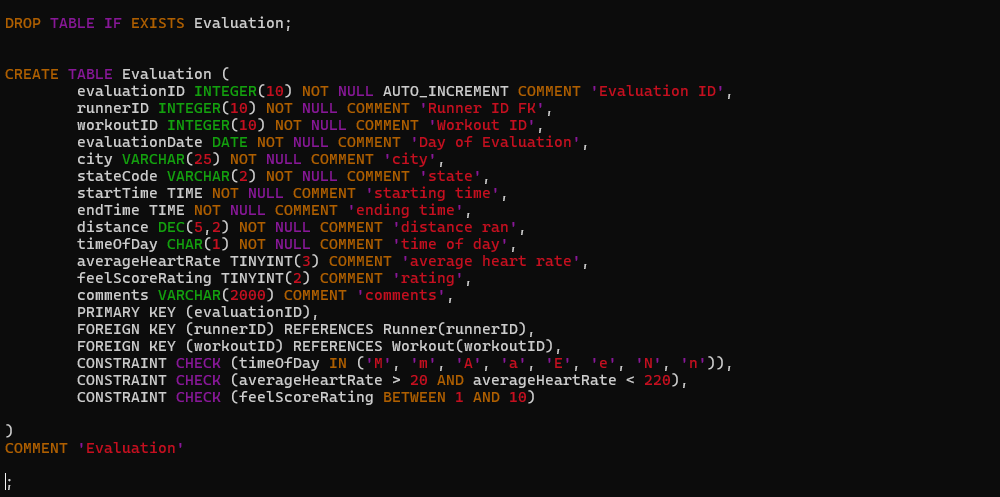 DROP TABLE IF EXISTS Evaluation;
CREATE TABLE Evaluation (
evaluationID INTEGER(10) NOT NULL AUTO_INCREMENT COMMENT 'Evaluation ID',
runnerID INTEGER(10) NOT NULL COMMENT 'Runner ID FK',
workoutID INTEGER(10) NOT NULL COMMENT 'Workout ID',
evaluationDate DATE NOT NULL COMMENT 'Day of Evaluation',
city VARCHAR(25) NOT NULL COMMENT 'city',
stateCode VARCHAR(2) NOT NULL COMMENT 'state',
startTime TIME NOT NULL COMMENT 'starting time',
endTime TIME NOT NULL COMMENT 'ending time',
distance DEC(5,2) NOT NULL COMMENT 'distance ran',
timeOfDay CHAR(1) NOT NULL COMMENT 'time of day',
averageHeartRate TINYINT(3) COMMENT 'average heart rate',
feelScoreRating TINYINT(2) COMMENT 'rating',
comments VARCHAR(2000) COMMENT 'comments',
PRIMARY KEY (evaluationID),
FOREIGN KEY (runnerID) REFERENCES Runner(runnerID),
FOREIGN KEY (workoutID) REFERENCES Workout(workoutID),
CONSTRAINT CHECK (timeOfDay IN ('M', 'm', 'A', 'a', 'E', 'e', 'N', 'n')),
CONSTRAINT CHECK (averageHeartRate > 20 AND averageHeartRate < 220),
CONSTRAINT CHECK (feelScoreRating BETWEEN 1 AND 10)
)
COMMENT 'Evaluation'
;